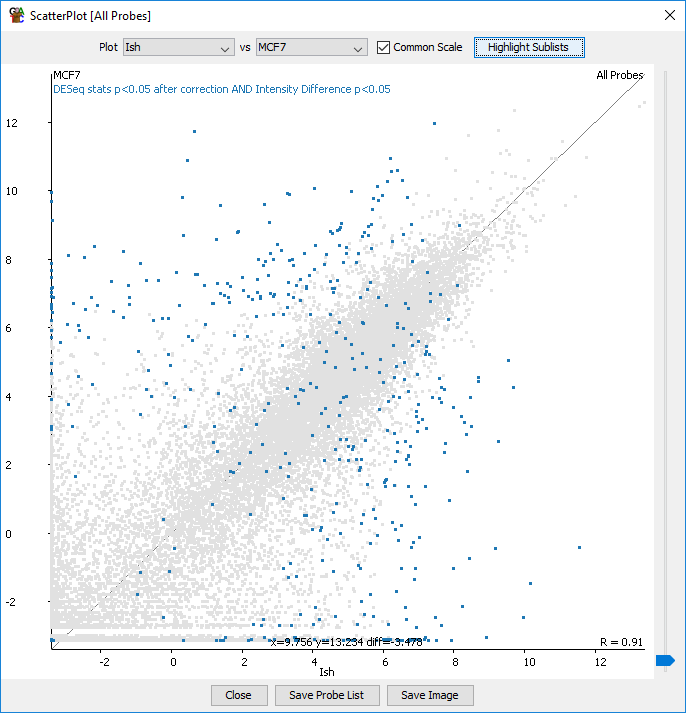 ScatterPlot [All Probes]
Plot Ish vs MCF7 Common Scale Highlight Sublists
MCF7 All Probes
DESeq stats p<0.05 after correction AND Intensity Difference p<0.05
12
10
8
6
4
2
0
-2
x=9.756 y=13.234 diff=-3.478 R = 0.91
-2 0 2 4 6 8 10 12
Ish
Close Save Probe List Save Image